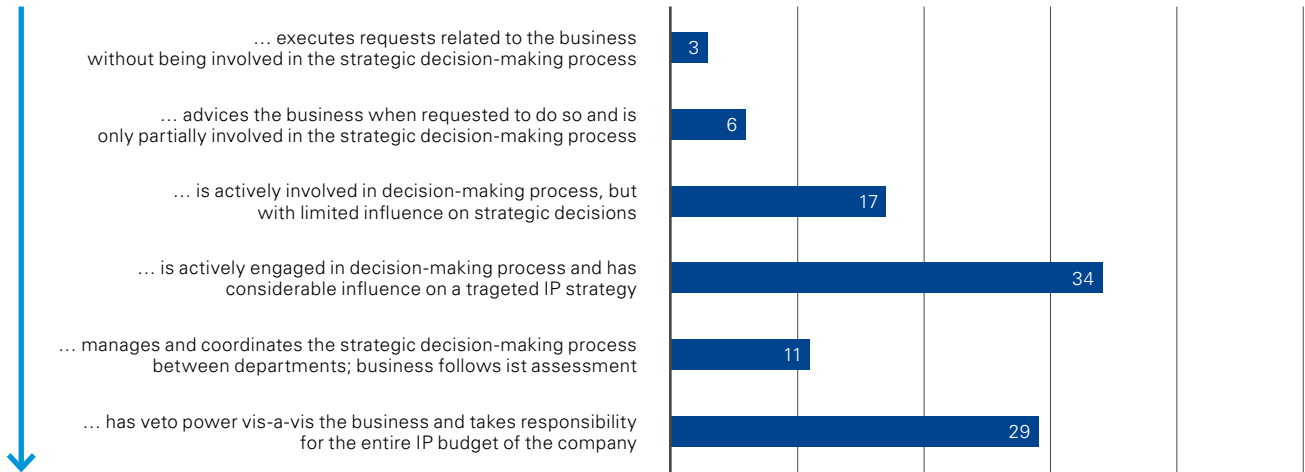 … executes requests related to the business
without being involved in the strategic decision-making process
3
… advices the business when requested to do so and is
only partially involved in the strategic decision-making process
6
… is actively involved in decision-making process, but
with limited influence on strategic decisions
17
… is actively engaged in decision-making process and has
considerable influence on a trageted IP strategy
34
… manages and coordinates the strategic decision-making process
between departments; business follows ist assessment
11
… has veto power vis-a-vis the business and takes responsibility
for the entire IP budget of the company
29